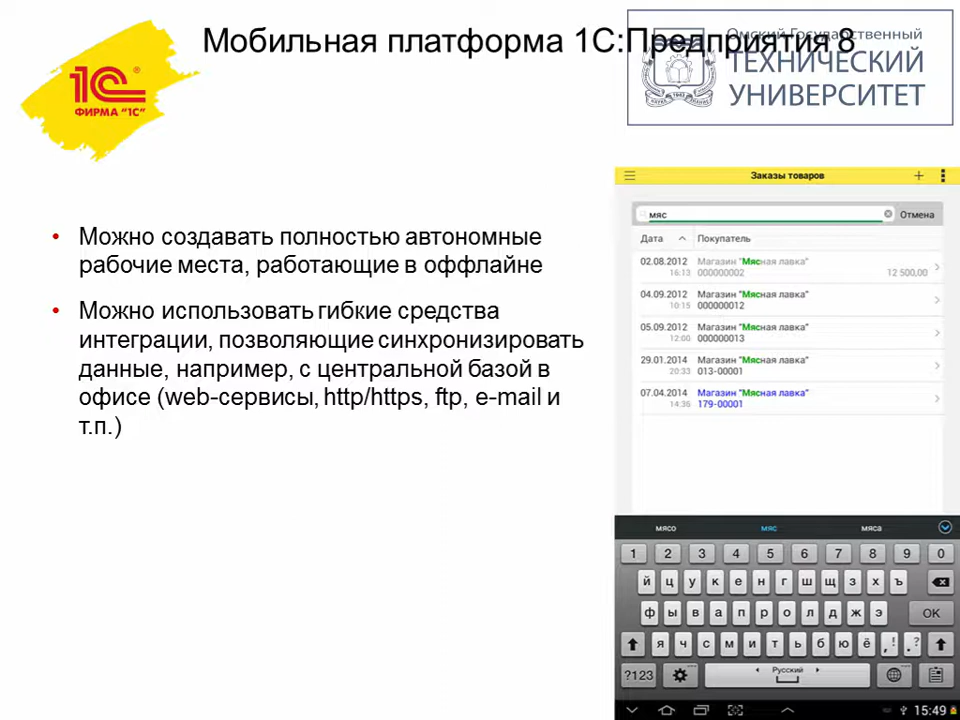 Мобильная платформа 1С:Предприятия 8
1С®
ФИРМА "1С"
Омский Государственный
ТЕХНИЧЕСКИЙ
УНИВЕРСИТЕТ
• Можно создавать полностью автономные
рабочие места, работающие в оффлайне
• Можно использовать гибкие средства
интеграции, позволяющие синхронизировать
данные, например, с центральной базой в
офисе (web-сервисы, http/https, ftp, e-mail и
т.п.)
Заказы товаров
мяс
Отмена
Дата Покупатель
02.08.2012 Магазин "Мясная лавка"
16:13 000000002 12 500,00
04.09.2012 Магазин "Мясная лавка"
10:15 000000012
05.09.2012 Магазин "Мясная лавка"
12:00 000000013
29.01.2014 Магазин "Мясная лавка"
20:33 013-00001
07.04.2014 Магазин "Мясная лавка"
14:36 179-00001
мясо мяс мяса
1 2 3 4 5 6 7 8 9 0
й ц у к е н г ш щ з х ъ
ф ы в а п р о л д ж э OK
я ч с м и т ь б ю ё ,! .?
?123 Русский
15:49